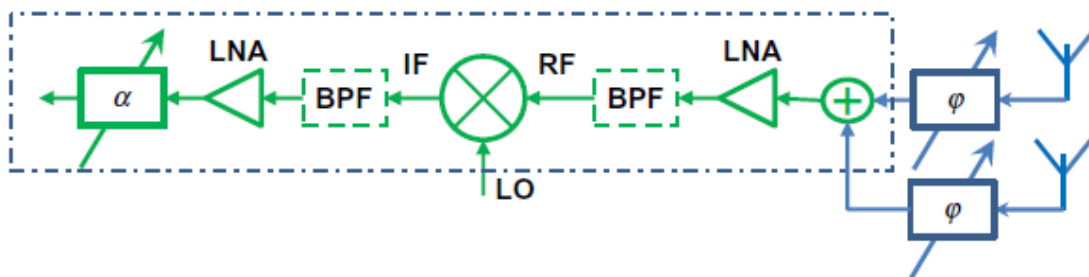 LNA IF RF LNA
α BPF BPF + φ
LO φ